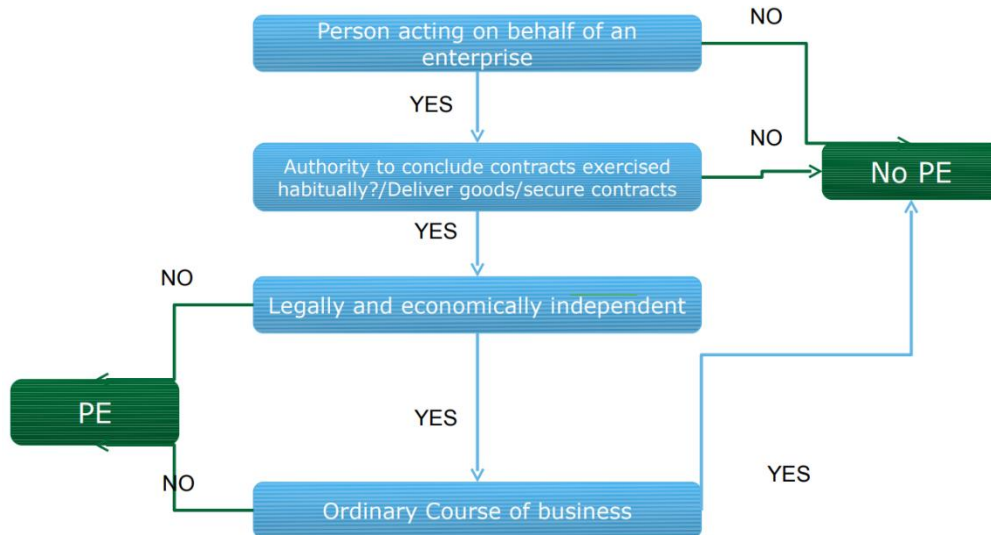 NO
Person acting on behalf of an
enterprise
YES
NO
Authority to conclude contracts exercised
habitually?/Deliver goods/secure contracts
No PE
YES
NO
Legally and economically independent
PE
YES
NO
YES
Ordinary Course of business